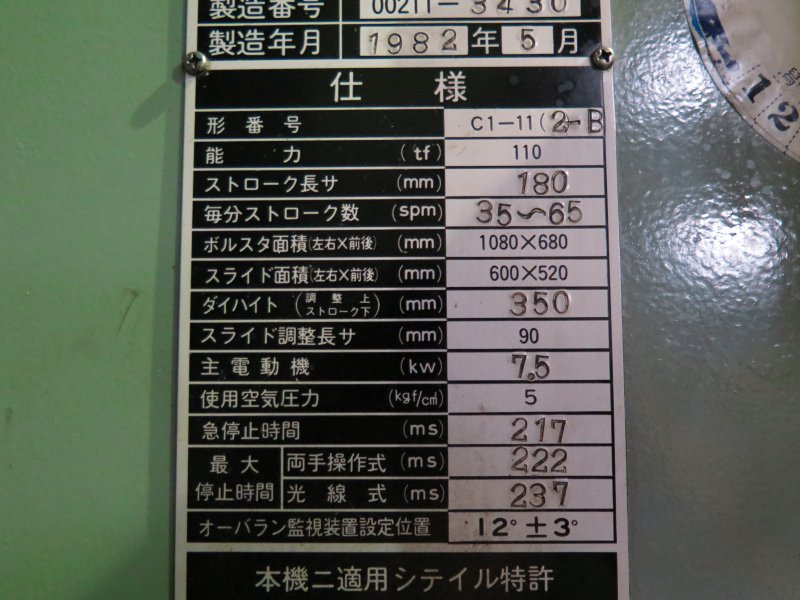 製造番号 00211-3430
製造年月 1982年5月
仕様
形番号 C1-11(2-B
能力 (tf) 110
ストローク長サ (mm) 180
毎分ストローク数 (spm) 35~65
ボルスタ面積(左右×前後) (mm) 1080×680
スライド面積(左右×前後) (mm) 600×520
ダイハイト (調整上ストローク下) (mm) 350
スライド調整長サ (mm) 90
主電動機 (kw) 7.5
使用空気圧力 (kgf/c㎡) 5
急停止時間 (ms) 217
最大停止時間 両手操作式 (ms) 222
光線式 (ms) 237
オーバラン監視装置設定位置 12°±3°
本機ニ適用シテイル特許
12